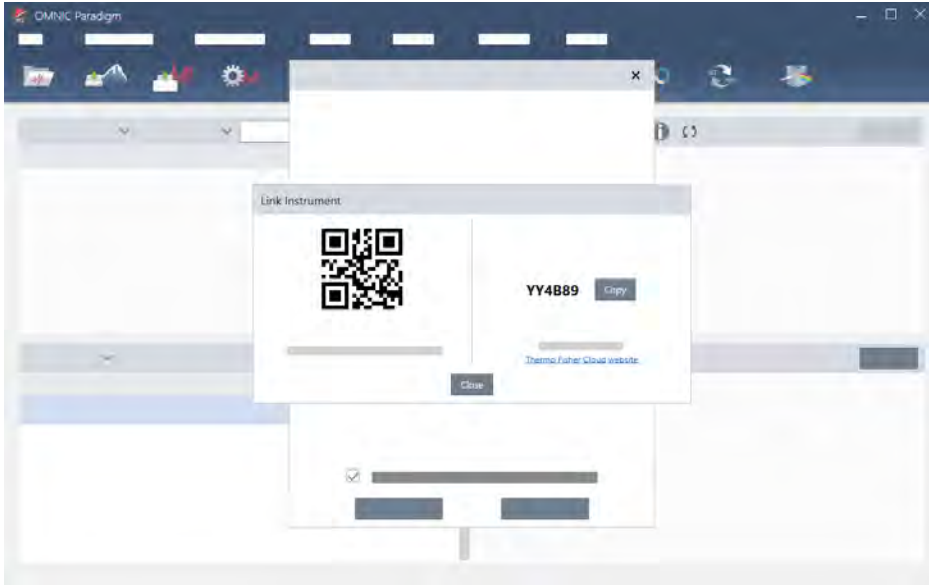 OMNIC Paradigm
Link Instrument
YY4B89
Copy
Thermo Fisher Cloud website
Close